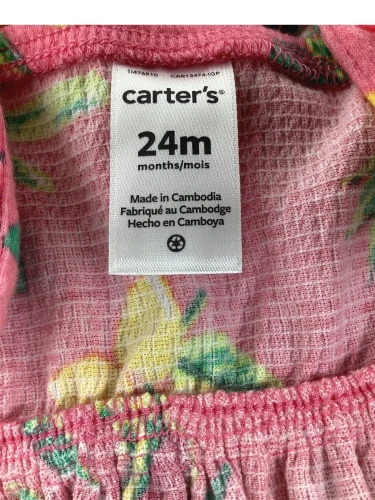 carter's®
24m
months/mois
Made in Cambodia
Fabriqué au Cambodge
Hecho en Camboya